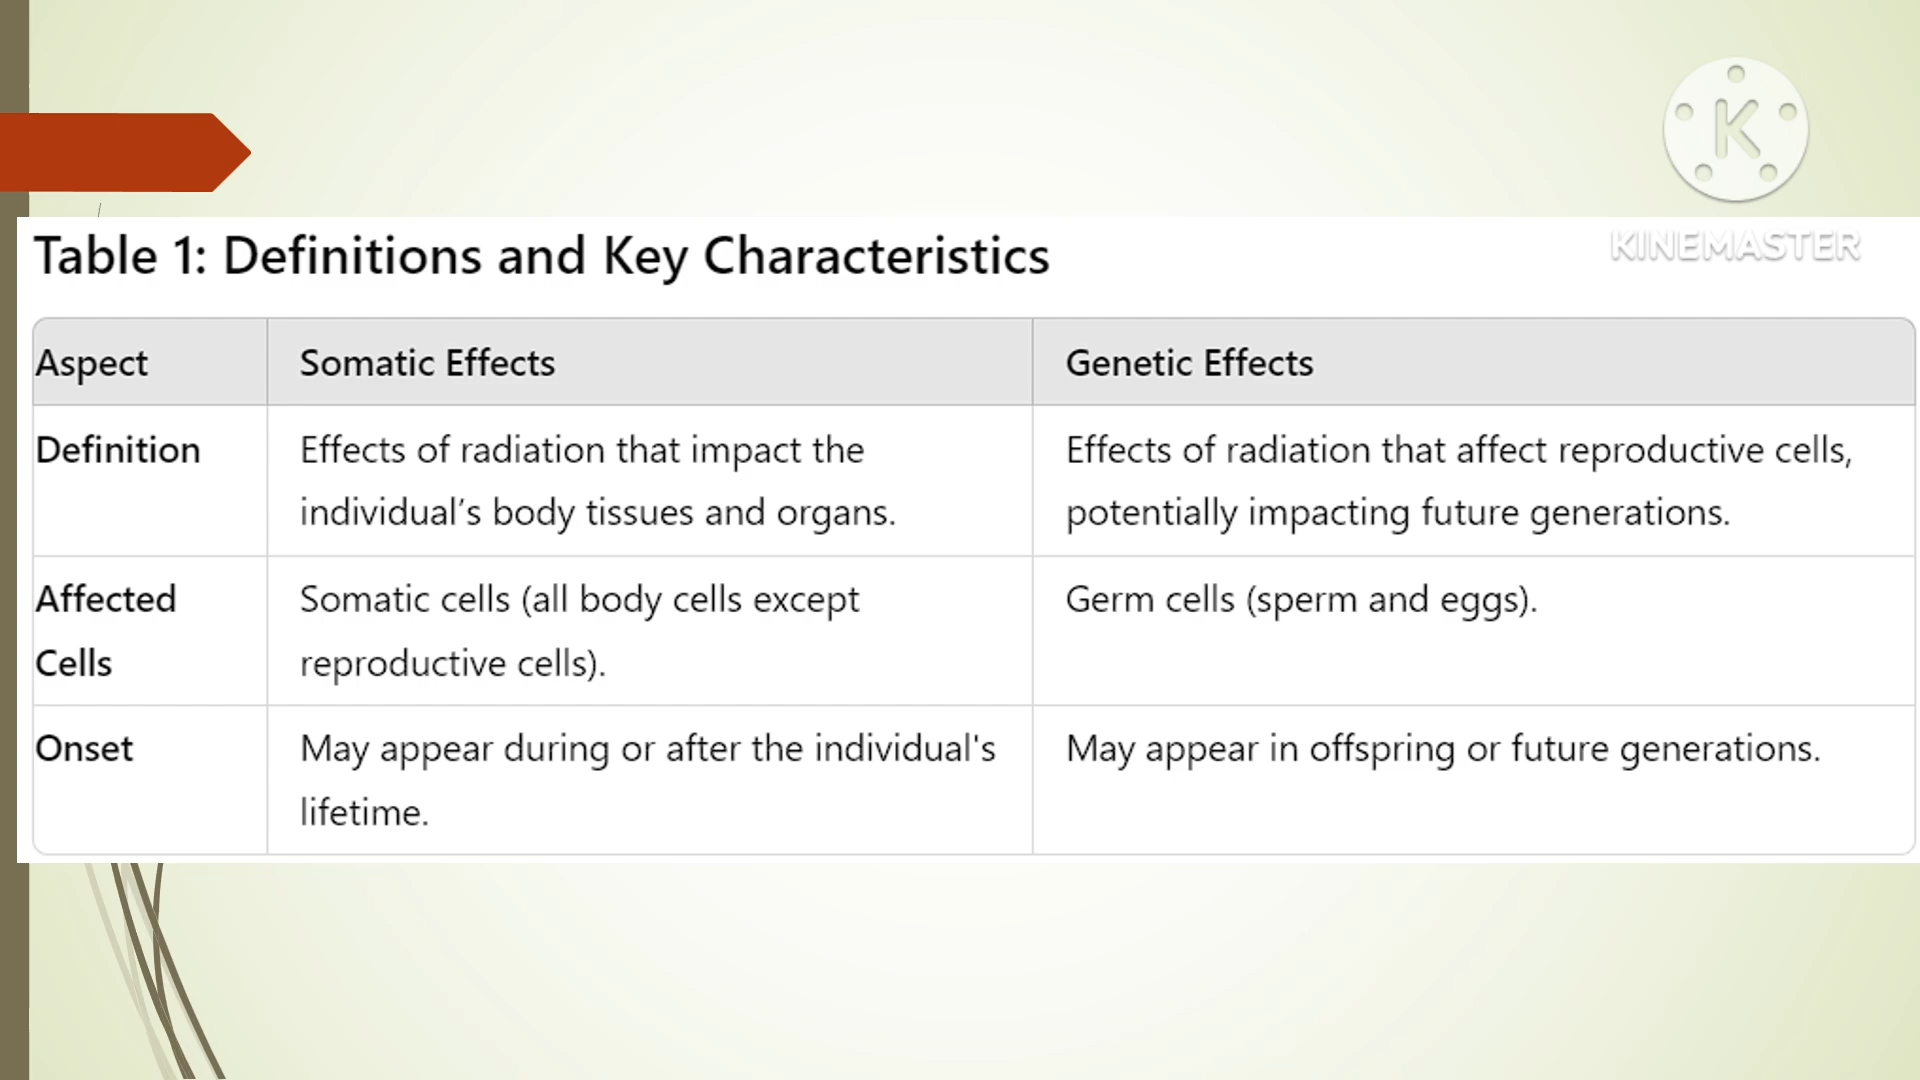 K
KINEMASTER
Table 1: Definitions and Key Characteristics
Aspect
Somatic Effects
Genetic Effects
Definition
Effects of radiation that impact the
individual’s body tissues and organs.
Effects of radiation that affect reproductive cells,
potentially impacting future generations.
Affected
Cells
Somatic cells (all body cells except
reproductive cells).
Germ cells (sperm and eggs).
Onset
May appear during or after the individual's
lifetime.
May appear in offspring or future generations.